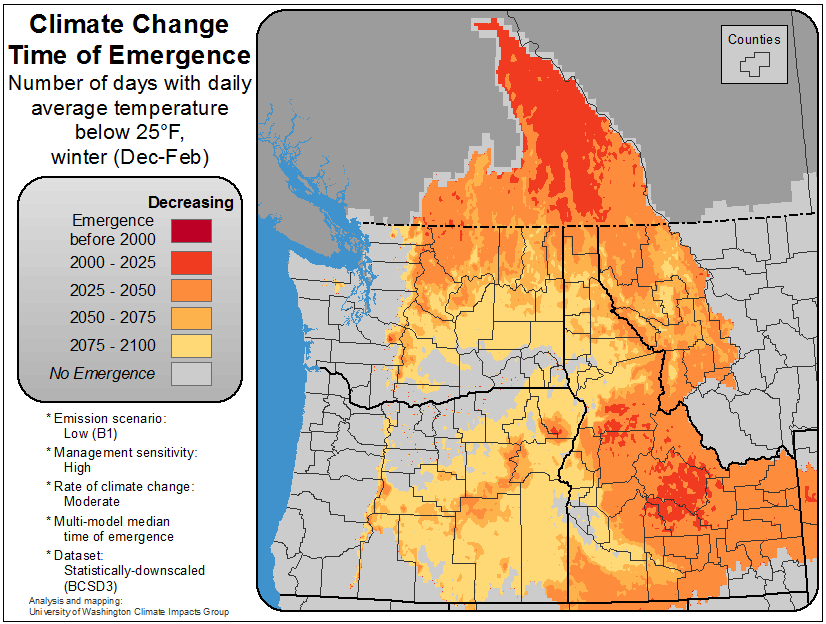 Climate Change
Time of Emergence
Number of days with daily
average temperature
below 25°F,
winter (Dec-Feb)
Decreasing
Emergence
before 2000
2000 - 2025
2025 - 2050
2050 - 2075
2075 - 2100
No Emergence
* Emission scenario:
Low (B1)
* Management sensitivity:
High
* Rate of climate change:
Moderate
* Multi-model median
time of emergence
* Dataset:
Statistically-downscaled
(BCSD3)
Analysis and mapping:
University of Washington Climate Impacts Group
Counties